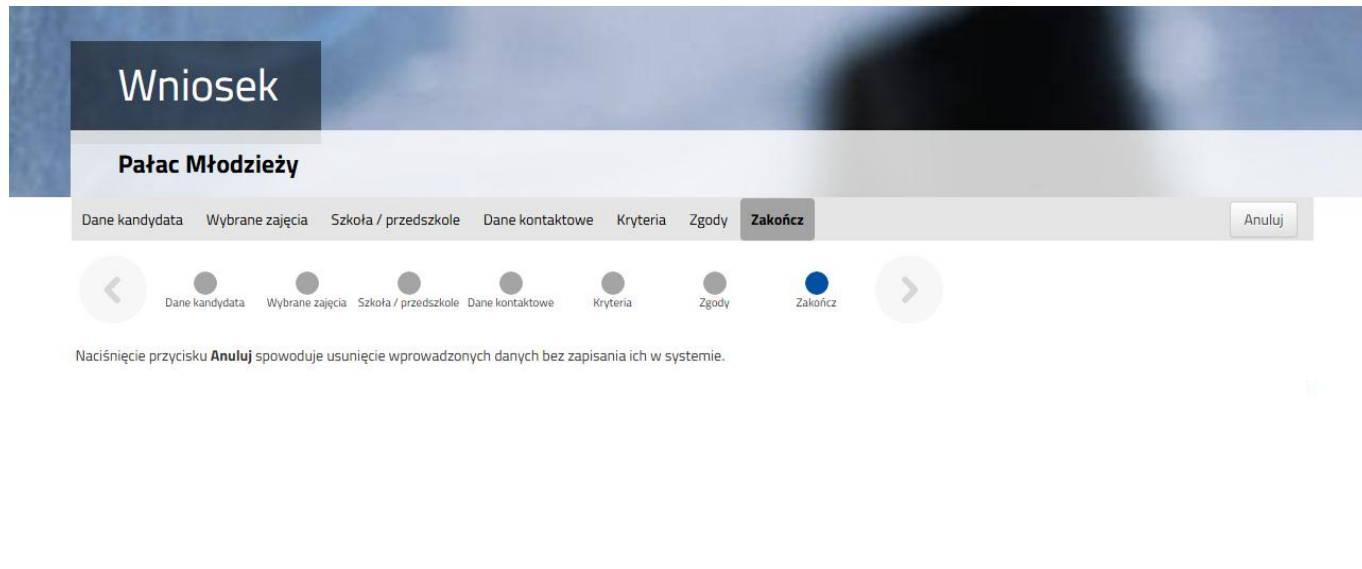 Wniosek
Pałac Młodzieży
Dane kandydata Wybrane zajęcia Szkoła / przedszkole Dane kontaktowe Kryteria Zgody Zakończ Anuluj
Dane kandydata Wybrane zajęcia Szkoła / przedszkole Dane kontaktowe Kryteria Zgody Zakończ
Naciśnięcie przycisku Anuluj spowoduje usunięcie wprowadzonych danych bez zapisania ich w systemie.